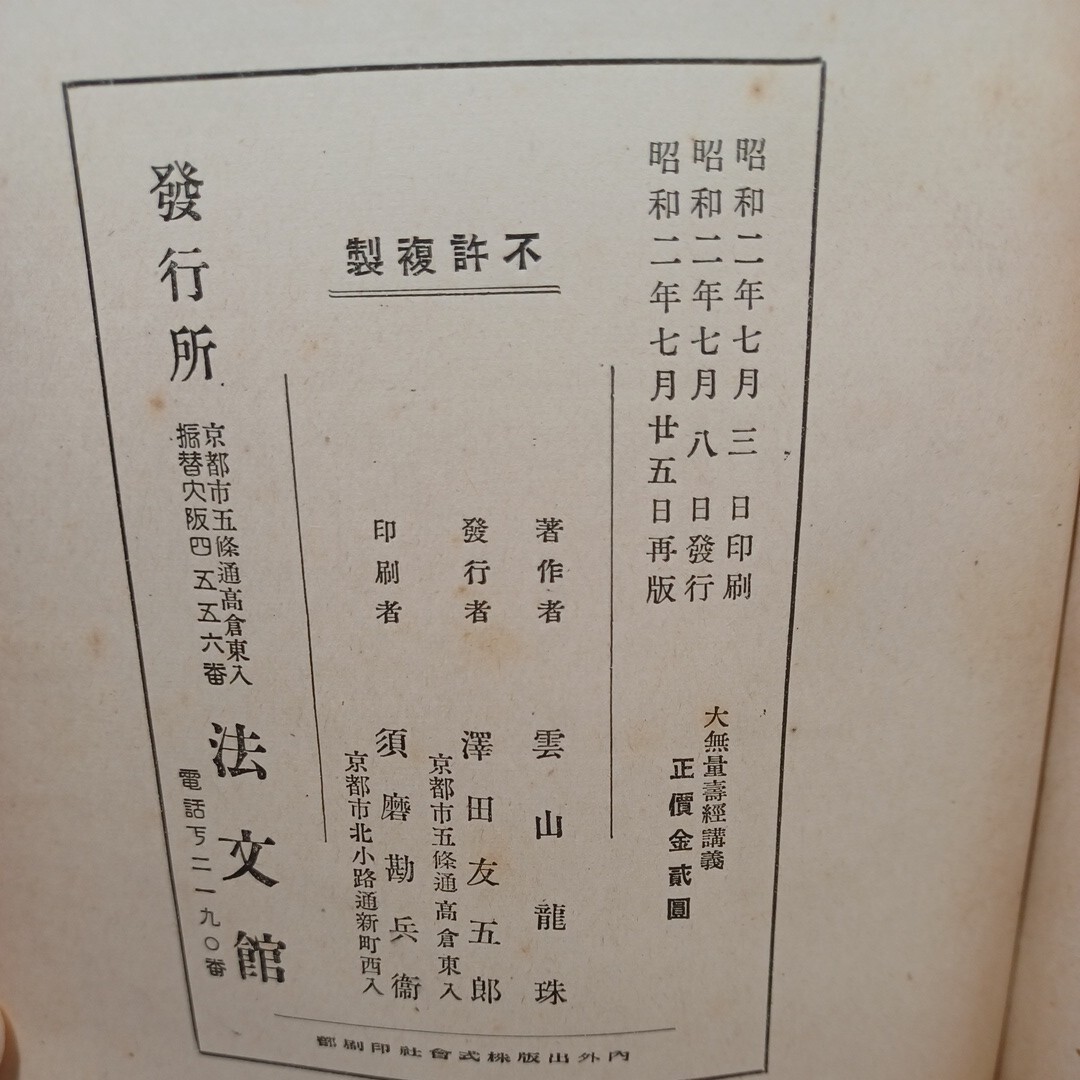 昭和二年七月三日印刷
昭和二年七月八日發行
昭和二年七月廿五日再版
大無量壽經講義
正價金貳圓
不許複製
著作者 雲山龍珠
發行者 澤田友五郎
京都市五條通高倉東入
印刷者 須磨勘兵衞
京都市北小路通新町西入
發行所 法文館
京都市五條通高倉東入
振替大阪四五五六番
電話下二一九〇番
內外出版株式會社印刷部